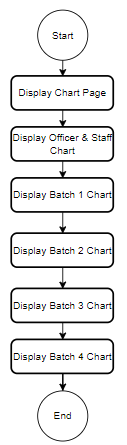 Start
Display Chart Page
Display Officer & Staff
Chart
Display Batch 1 Chart
Display Batch 2 Chart
Display Batch 3 Chart
Display Batch 4 Chart
End